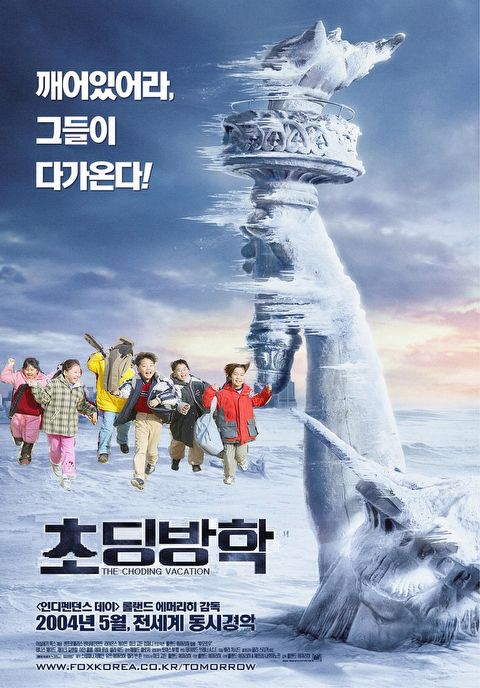 깨어있어라,
그들이
다가온다!
초딩방학
THE CHODING VACATION
<인디펜던스 데이> 롤랜드 에머리히 감독
2004년 5월, 전세계 동시경악
WWW.FOXKOREA.CO.KR/TOMORROW